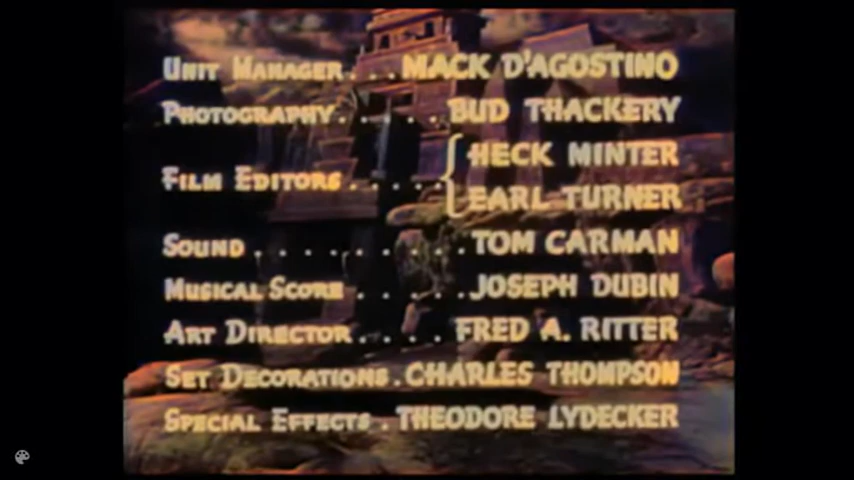 UNIT MANAGER . . . MACK D'AGOSTINO
PHOTOGRAPHY . . . . . BUD THACKERY
FILM EDITORS . . . . . { HECK MINTER
EARL TURNER
SOUND . . . . . . . . . TOM CARMAN
MUSICAL SCORE . . . . . JOSEPH DUBIN
ART DIRECTOR . . . . FRED A. RITTER
SET DECORATIONS . CHARLES THOMPSON
SPECIAL EFFECTS . THEODORE LYDECKER